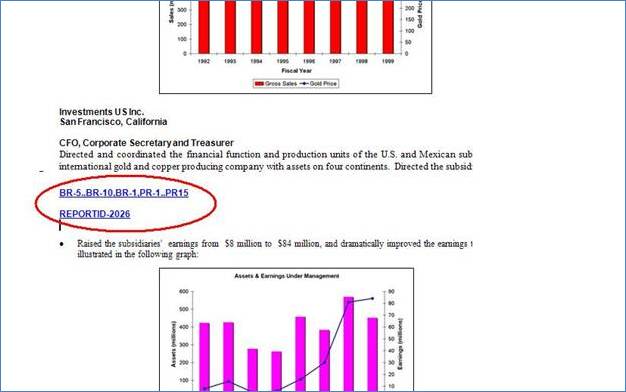 Sales (m
300
200
100
0
200
150
100
50
0
Gold Price
1992 1993 1994 1995 1996 1997 1998 1999
Fiscal Year
Gross Sales Gold Price
Investments US Inc.
San Francisco, California
CFO, Corporate Secretary and Treasurer
Directed and coordinated the financial function and production units of the U.S. and Mexican sub
international gold and copper producing company with assets on four continents. Directed the subsid
BR-5..BR-10,BR-1,PR-1..PR15
REPORTID-2026
• Raised the subsidiaries' earnings from $8 million to $84 million, and dramatically improved the earnings t
illustrated in the following graph:
Assets & Earnings Under Management
Assets (millions)
600
500
400
300
200
100
90
80
70
60
50
40
30
20
10
Earnings (millions)